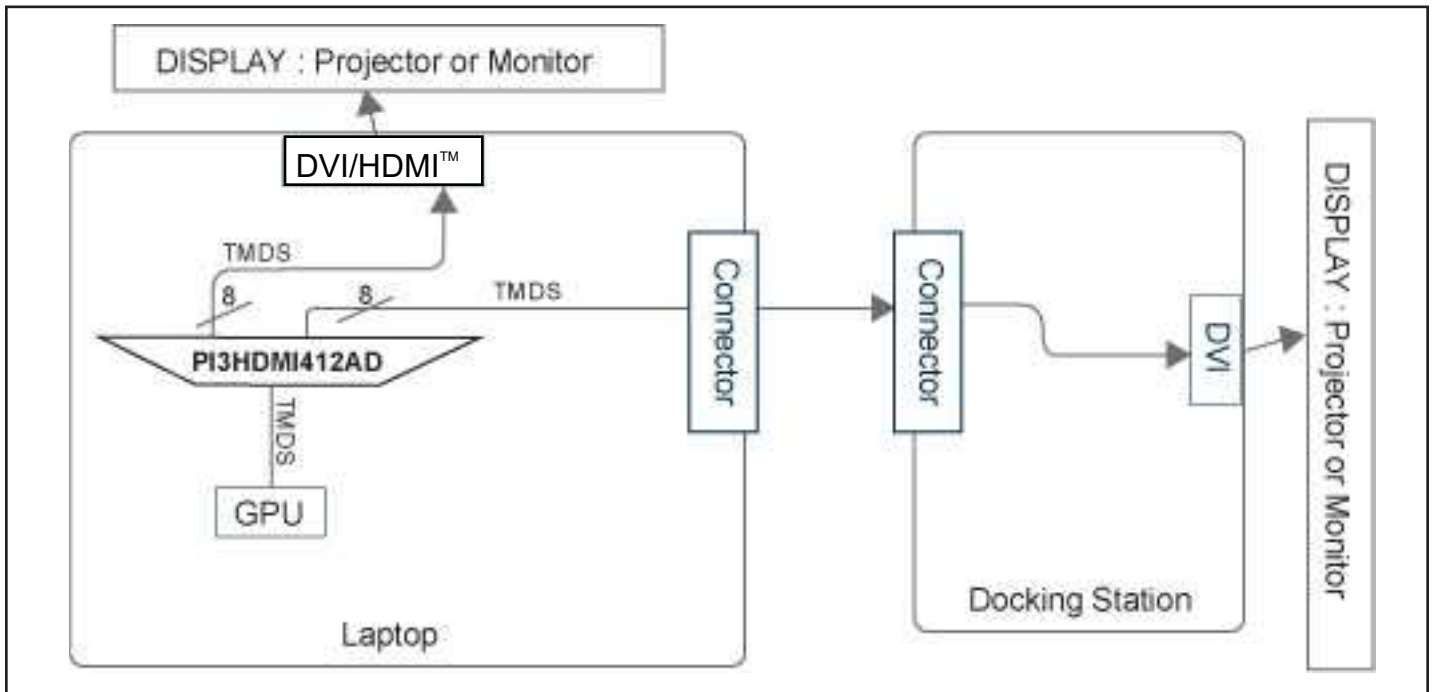 DISPLAY : Projector or Monitor
DVI/HDMI™
TMDS
8
8
TMDS
PI3HDMI412AD
TMDS
GPU
Laptop
Connector
Connector
DVI
Docking Station
DISPLAY : Projector or Monitor